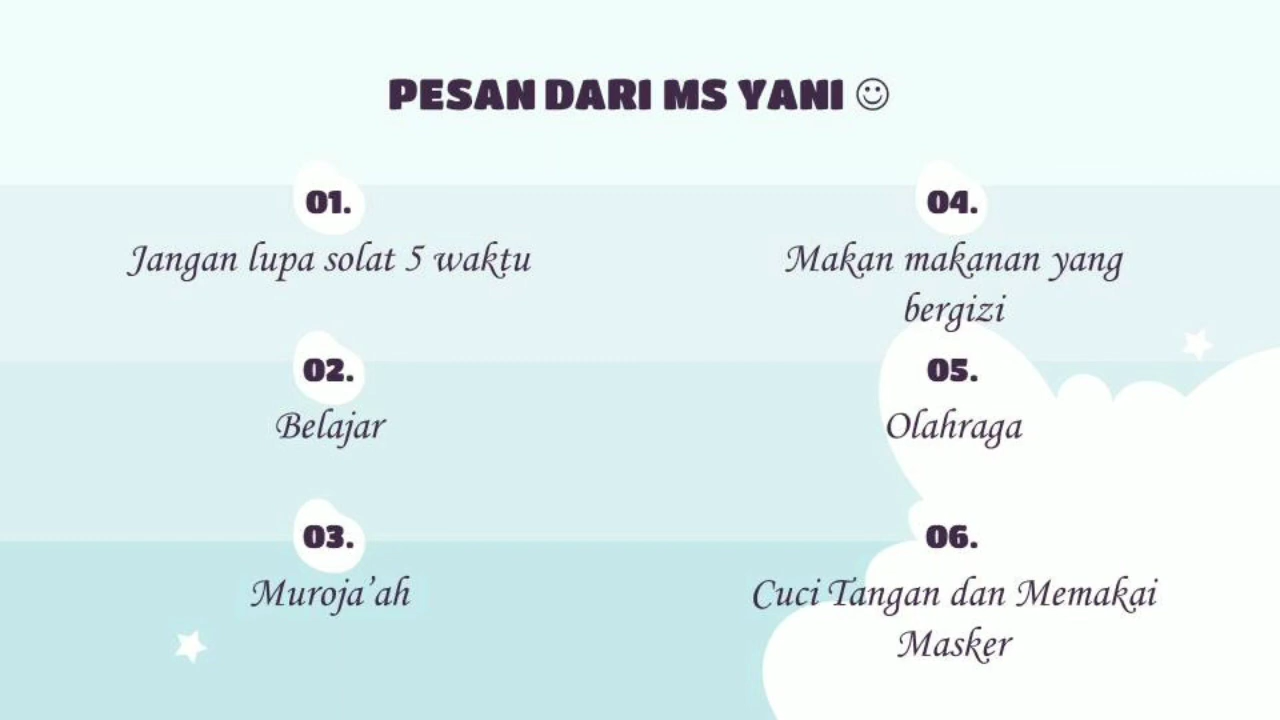 PESAN DARI MS YANI ☺
01.
Jangan lupa solat 5 waktu
02.
Belajar
03.
Muroja’ah
04.
Makan makanan yang
bergizi
05.
Olahraga
06.
Cuci Tangan dan Memakai
Masker